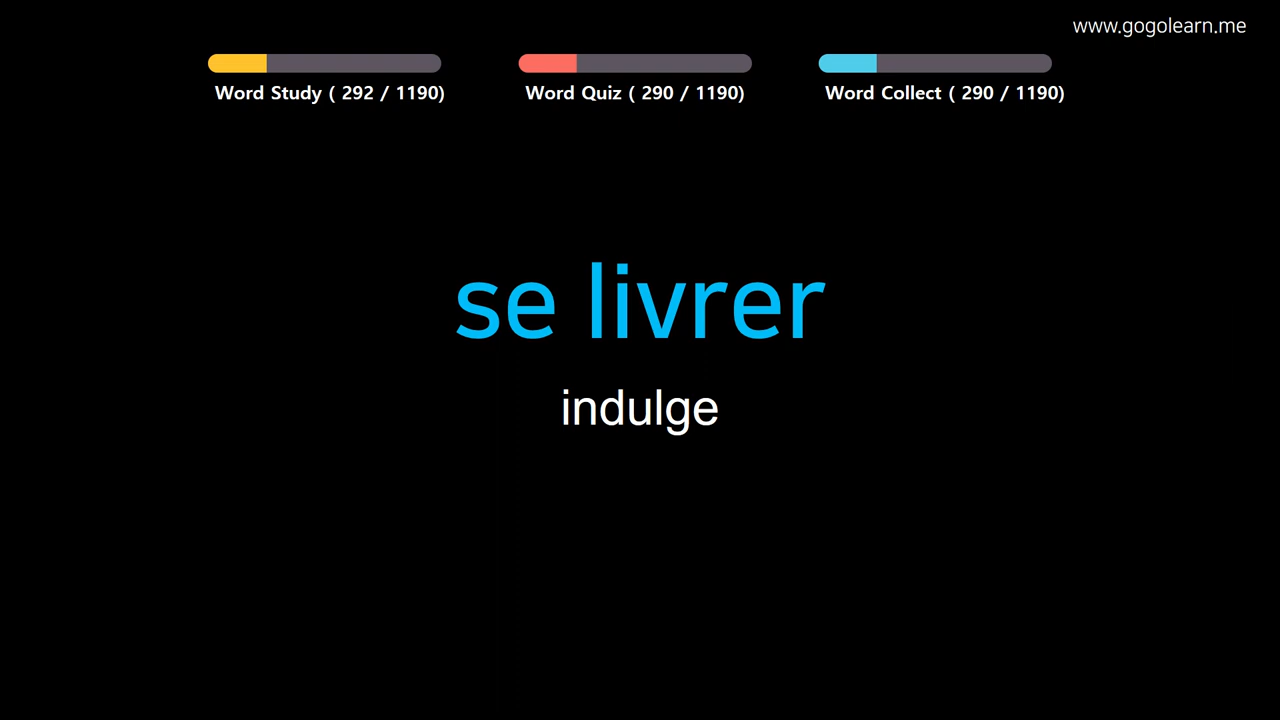 www.gogolearn.me
Word Study ( 292 / 1190)
Word Quiz ( 290 / 1190)
Word Collect ( 290 / 1190)
se livrer
indulge